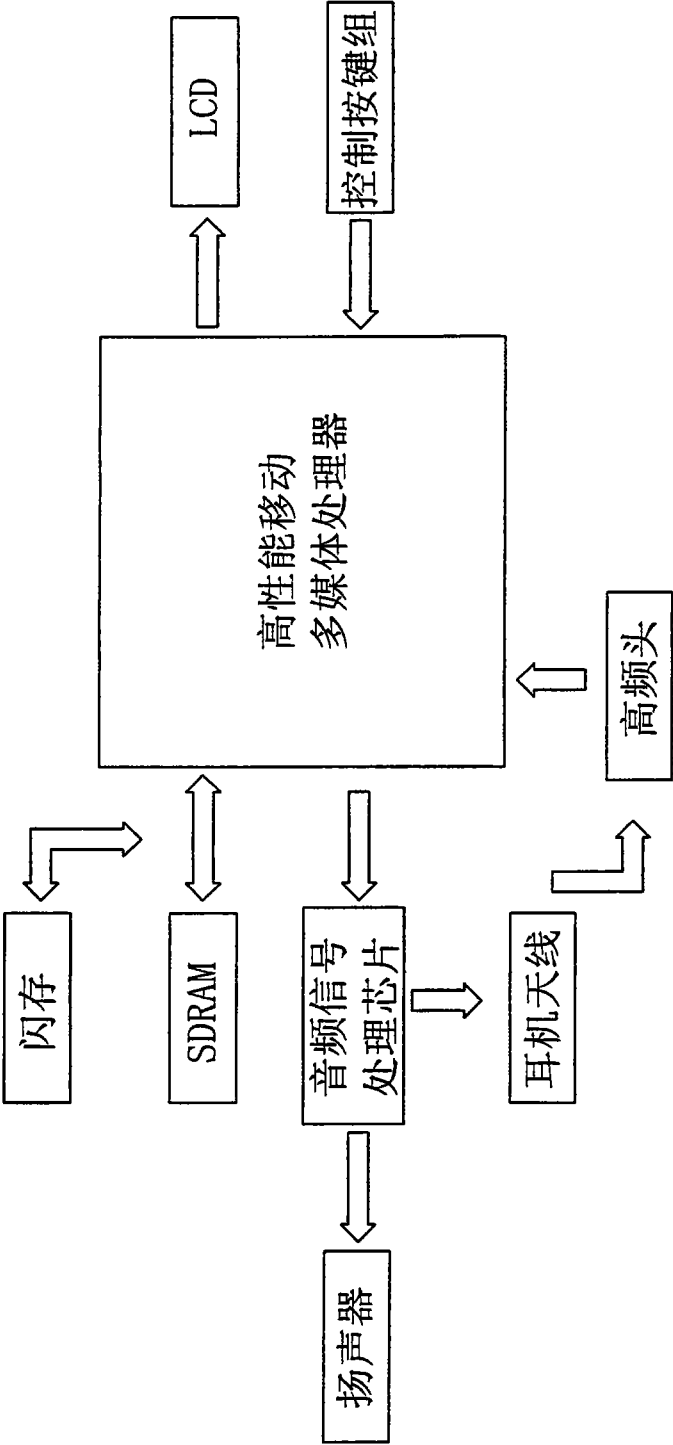 闪存
SDRAM
LCD
扬声器
音频信号
处理芯片
高性能移动
多媒体处理器
控制按键组
耳机天线
高频头